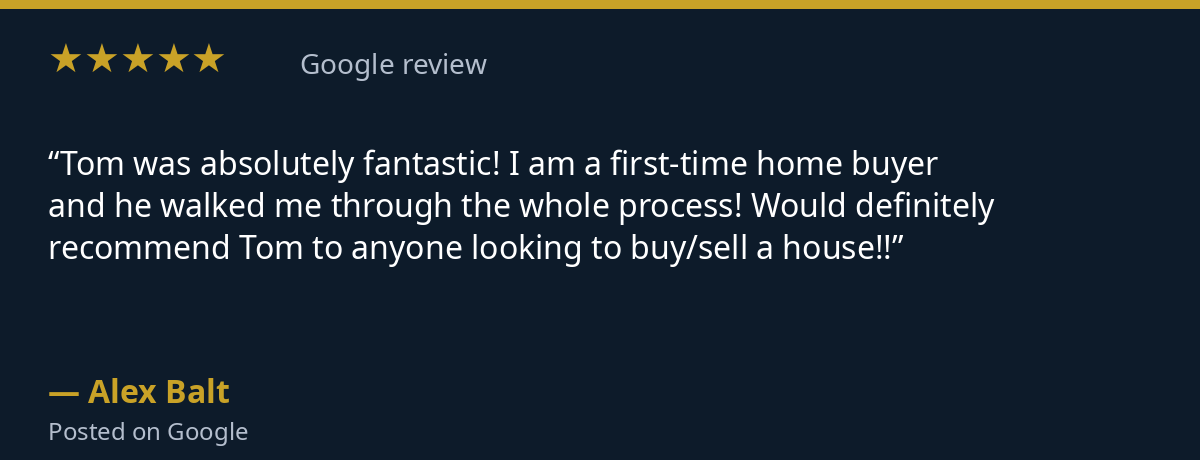 ★★★★★ Google review
“Tom was absolutely fantastic! I am a first-time home buyer
and he walked me through the whole process! Would definitely
recommend Tom to anyone looking to buy/sell a house!!”
— Alex Balt
Posted on Google